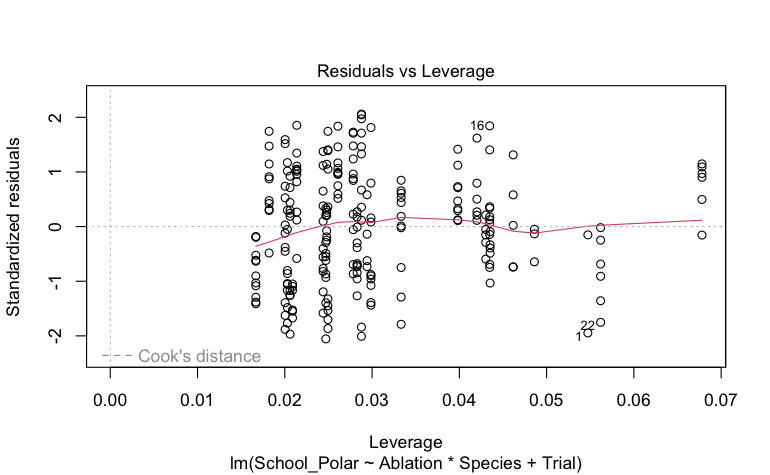 Residuals vs Leverage
Standardized residuals
2
1
0
-1
-2
16
22
1
Cook's distance
0.00 0.01 0.02 0.03 0.04 0.05 0.06 0.07
Leverage
lm(School_Polar ~ Ablation * Species + Trial)